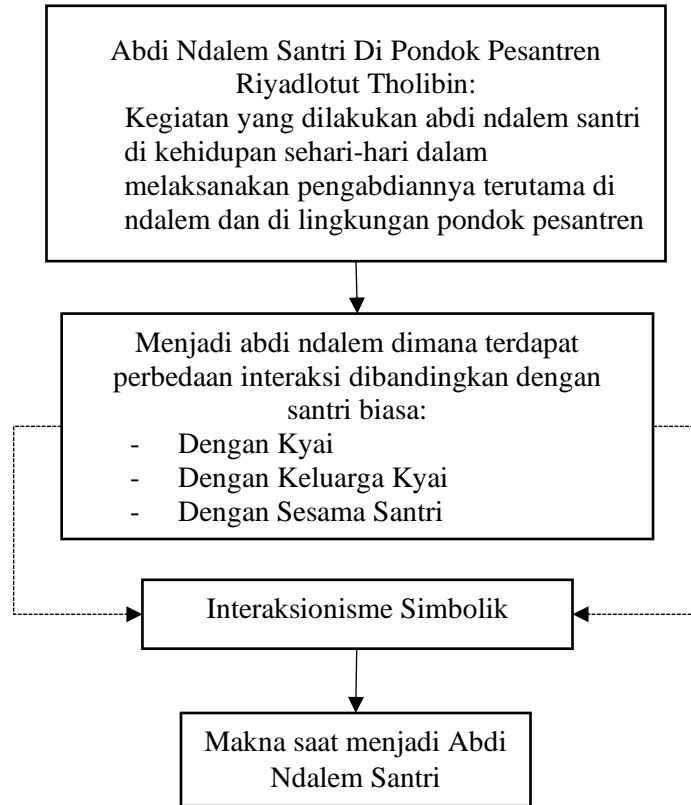 Abdi Ndalem Santri Di Pondok Pesantren
Riyadlotut Tholibin:
Kegiatan yang dilakukan abdi ndalem santri
di kehidupan sehari-hari dalam
melaksanakan pengabdiannya terutama di
ndalem dan di lingkungan pondok pesantren
Menjadi abdi ndalem dimana terdapat
perbedaan interaksi dibandingkan dengan
santri biasa:
- Dengan Kyai
- Dengan Keluarga Kyai
- Dengan Sesama Santri
Interaksionisme Simbolik
Makna saat menjadi Abdi
Ndalem Santri